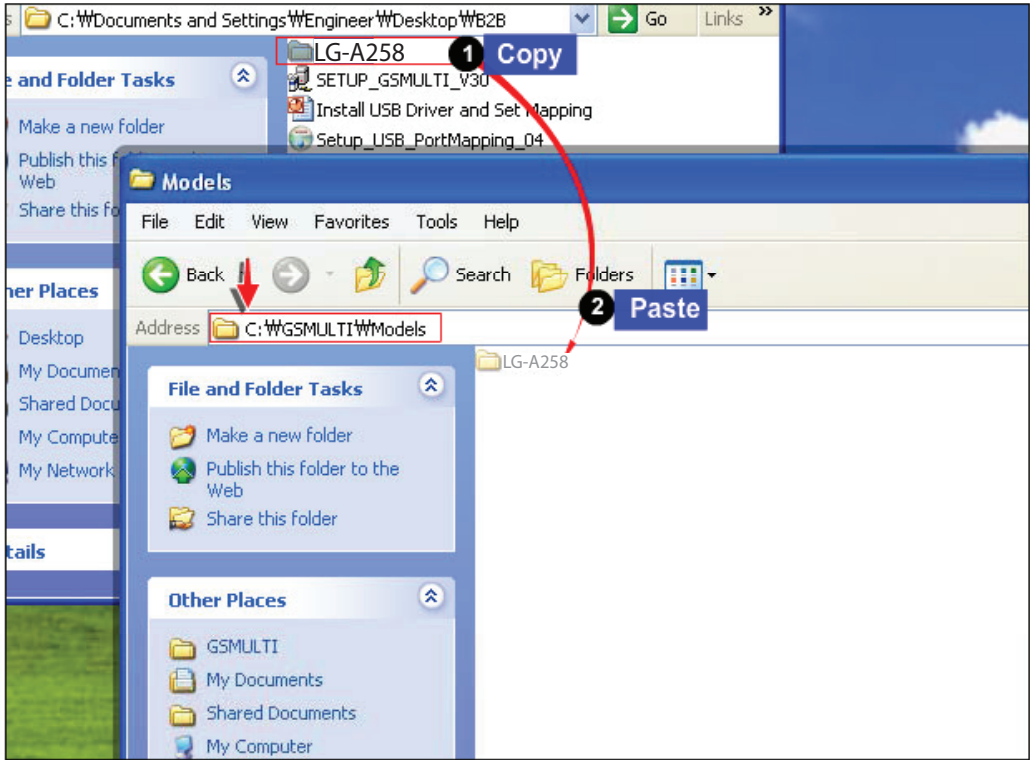 s C:₩Documents and Settings₩Engineer₩Desktop₩B2B Go Links »
LG-A258 1 Copy
SETUP_GSMULTI_V30
Install USB Driver and Set Mapping
Setup_USB_PortMapping_04
e and Folder Tasks
Make a new folder
Publish this f
Web
Share this fo
her Places
Desktop
My Documen
Shared Docu
My Compute
My Network
tails
Models
File Edit View Favorites Tools Help
Back Search Folders
2 Paste
Address C:₩GSMULTI₩Models
LG-A258
File and Folder Tasks
Make a new folder
Publish this folder to the
Web
Share this folder
Other Places
GSMULTI
My Documents
Shared Documents
My Computer